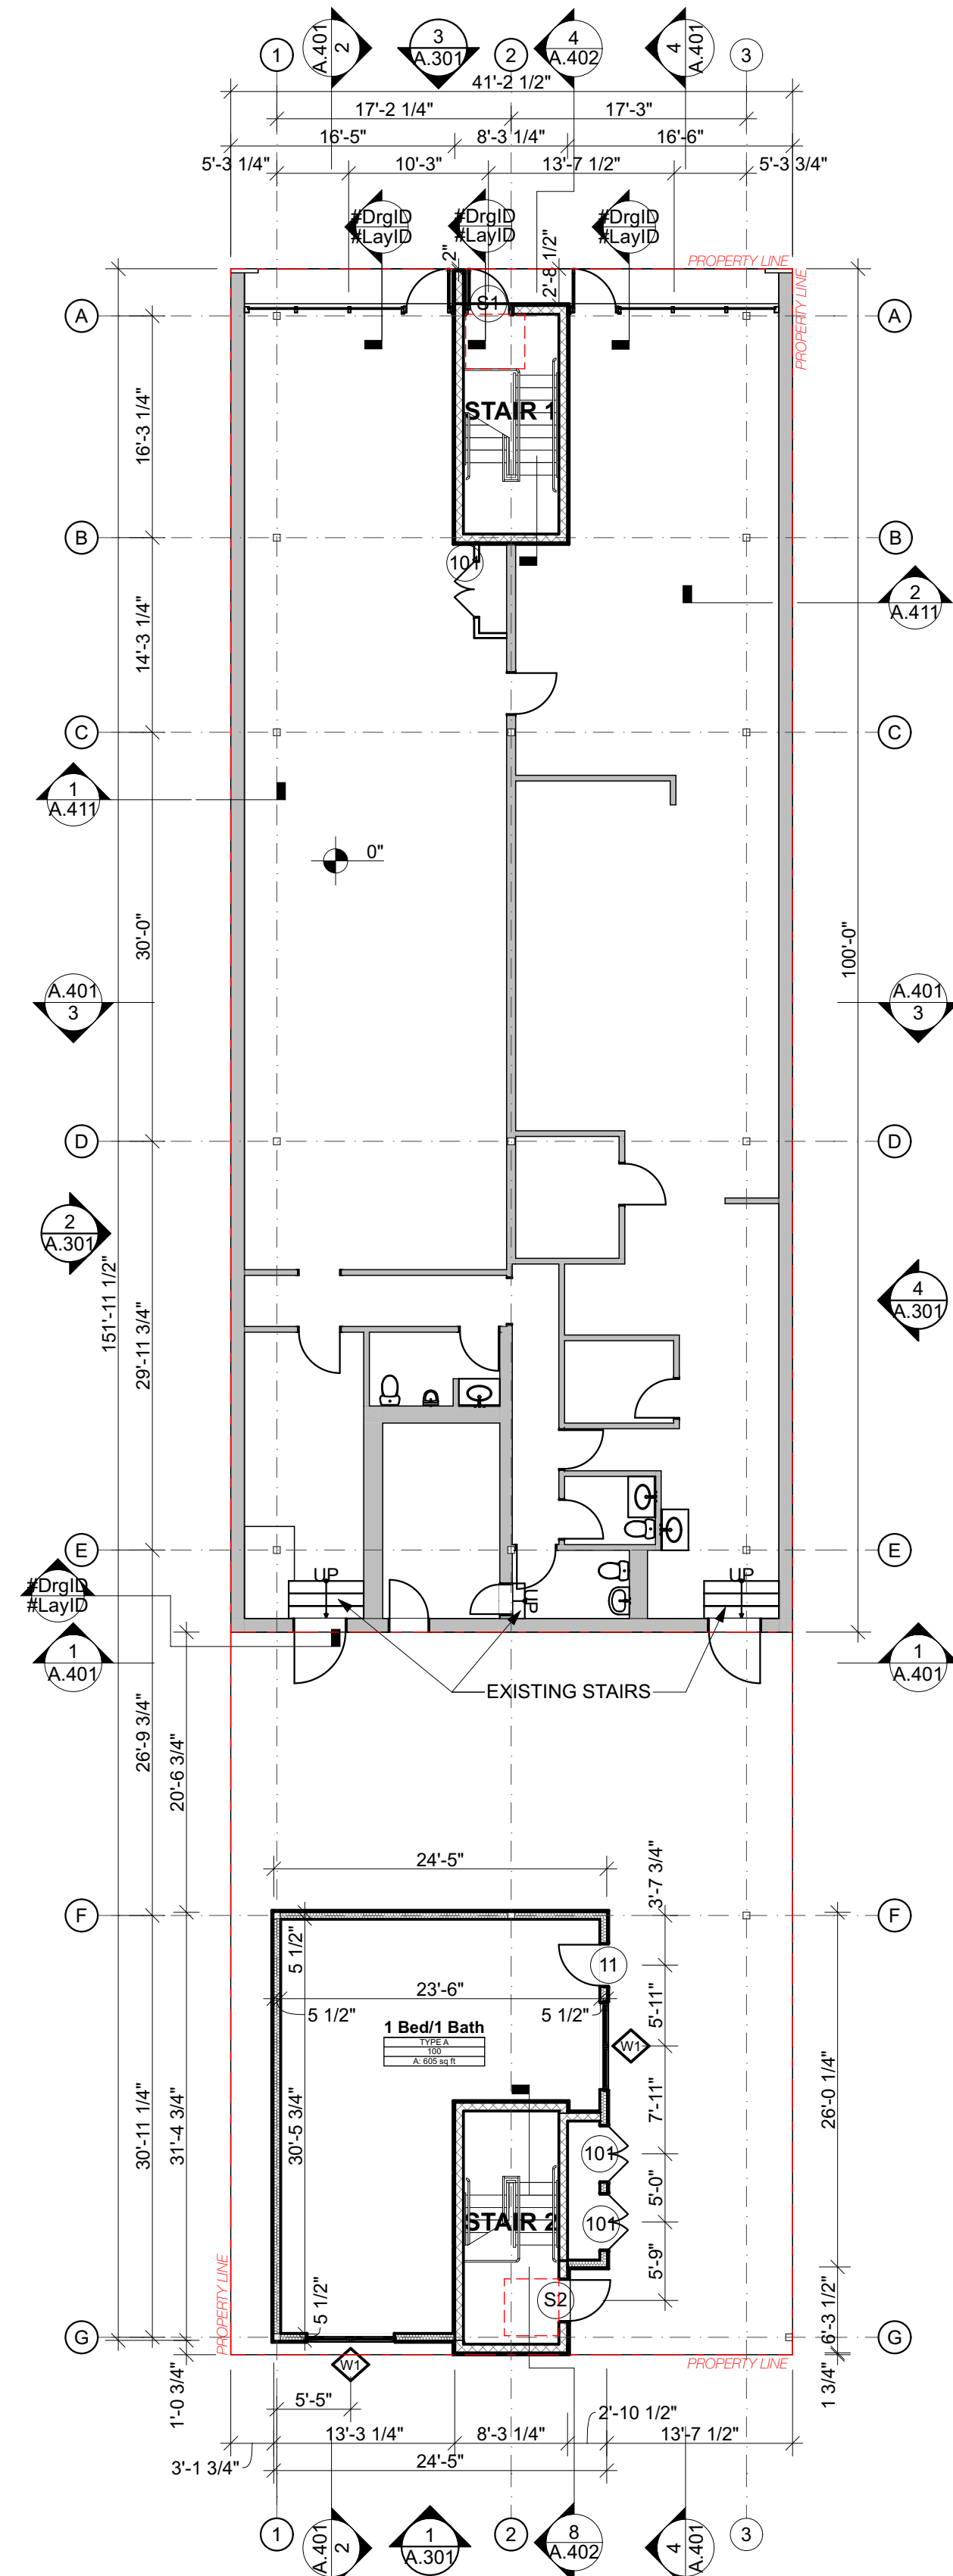 A.401
2
3
A.301
4
A.402
4
A.401
1
2
3
41'-2 1/2"
17'-2 1/4"
17'-3"
16'-5"
8'-3 1/4"
16'-6"
5'-3 1/4"
10'-3"
13'-7 1/2"
5'-3 3/4"
#DrgID
#LayID
#DrgID
#LayID
#DrgID
#LayID
2"
2'-8 1/2"
PROPERTY LINE
PROPERTY LINE
S1
A
A
STAIR 1
16'-3 1/4"
B
B
101
2
A.411
14'-3 1/4"
C
C
1
A.411
0"
30'-0"
100'-0"
A.401
3
A.401
3
D
D
2
A.301
151'-11 1/2"
4
A.301
29'-11 3/4"
E
E
#DrgID
#LayID
UP
UP
UP
1
A.401
1
A.401
EXISTING STAIRS
26'-9 3/4"
20'-6 3/4"
24'-5"
3'-7 3/4"
F
F
5 1/2"
11
23'-6"
5 1/2"
5 1/2"
5'-11"
1 Bed/1 Bath
TYPE A
100
A: 605 sq ft
W1
30'-11 1/4"
31'-4 3/4"
30'-5 3/4"
7'-11"
26'-0 1/4"
101
5'-0"
STAIR 2
101
5'-9"
5 1/2"
S2
PROPERTY LINE
6'-3 1/2"
G
G
W1
PROPERTY LINE
1'-0 3/4"
1 3/4"
5'-5"
2'-10 1/2"
13'-3 1/4"
8'-3 1/4"
13'-7 1/2"
3'-1 3/4"
24'-5"
1
A.401
2
1
A.301
2
8
A.402
4
A.401
3